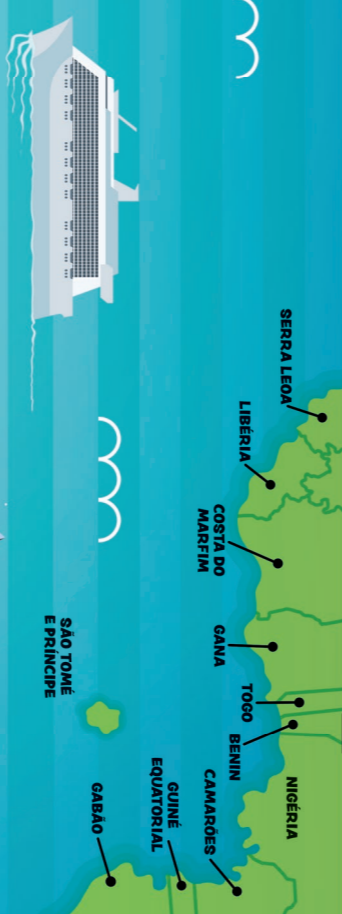 SERRA LEOA
LIBÉRIA
COSTA DO
MARFIM
GANA
TOGO
BENIN
NIGÉRIA
CAMARÕES
GUINÉ
EQUATORIAL
GABÃO
SÃO TOMÉ
E PRÍNCIPE